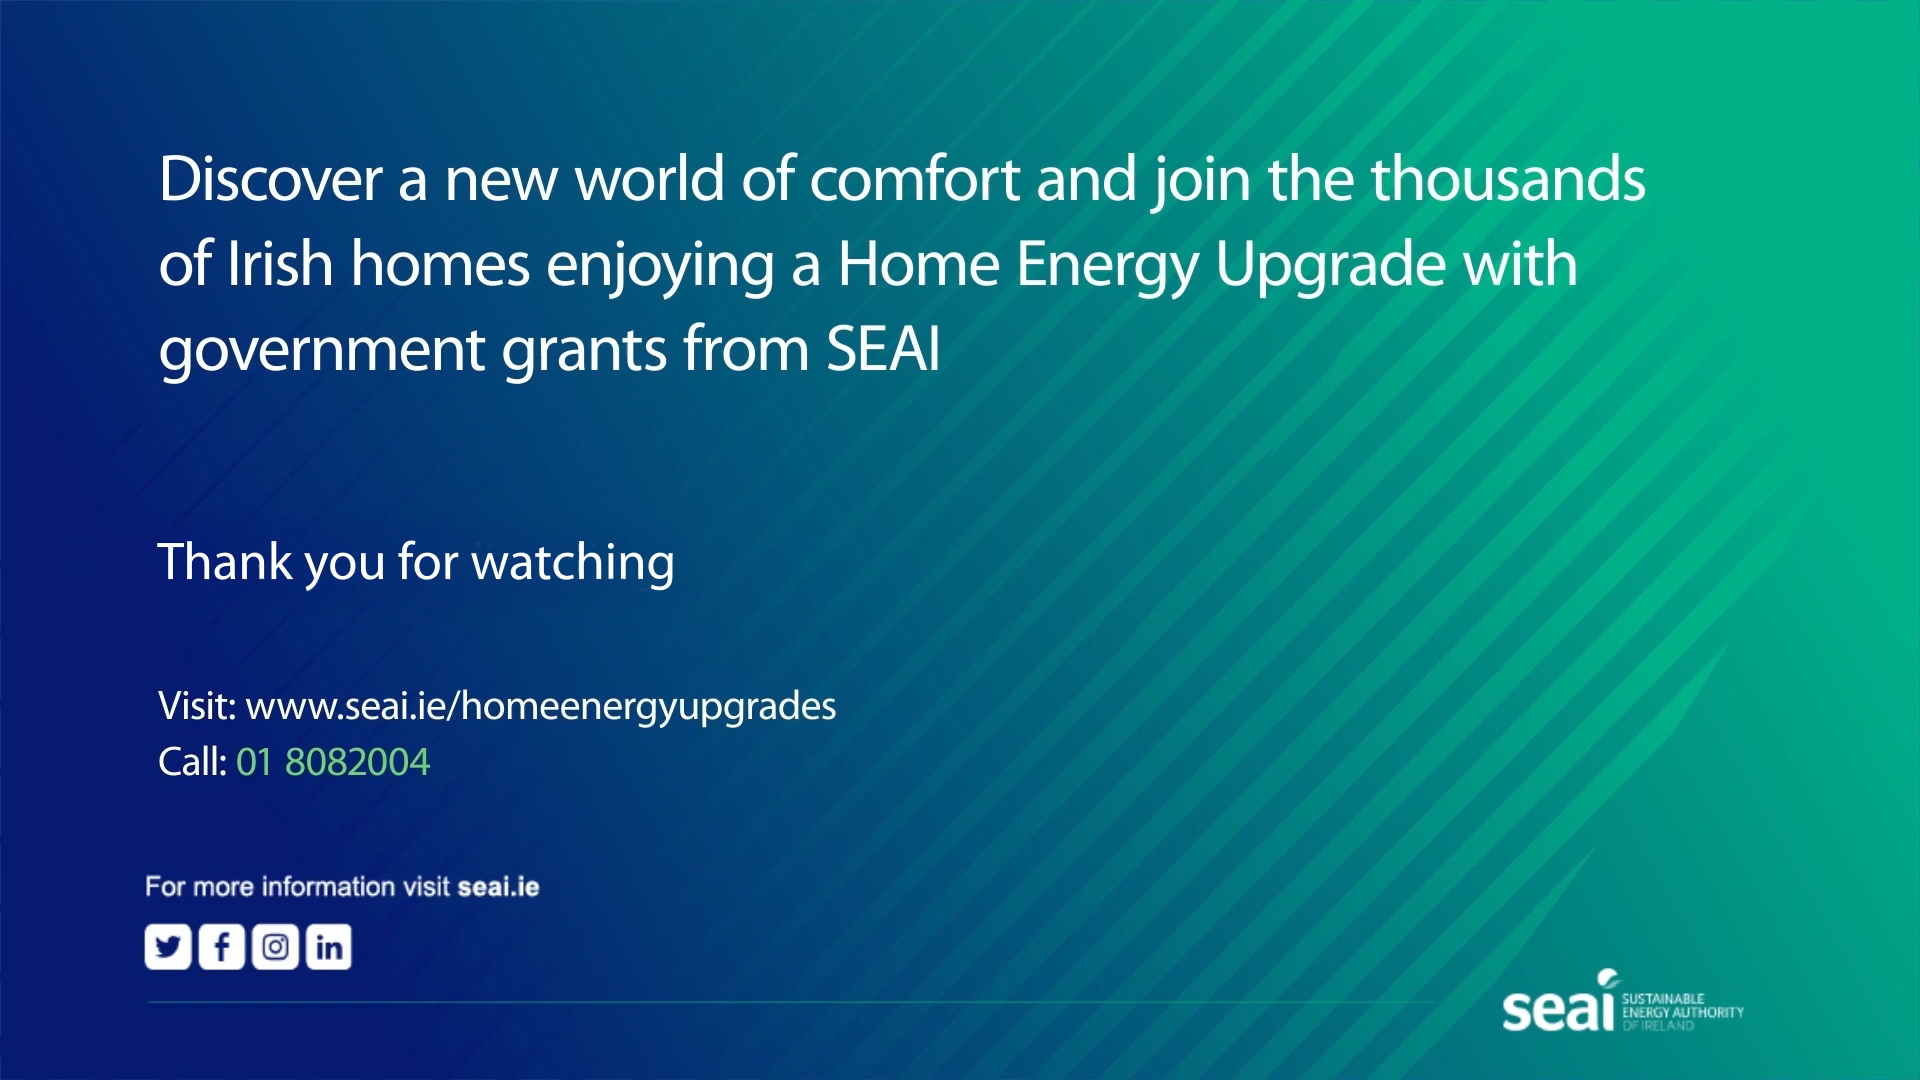 Discover a new world of comfort and join the thousands
of Irish homes enjoying a Home Energy Upgrade with
government grants from SEAI
Thank you for watching
Visit: www.seai.ie/homeenergyupgrades
Call: 01 8082004
For more information visit seai.ie
seai
SUSTAINABLE
ENERGY AUTHORITY
OF IRELAND